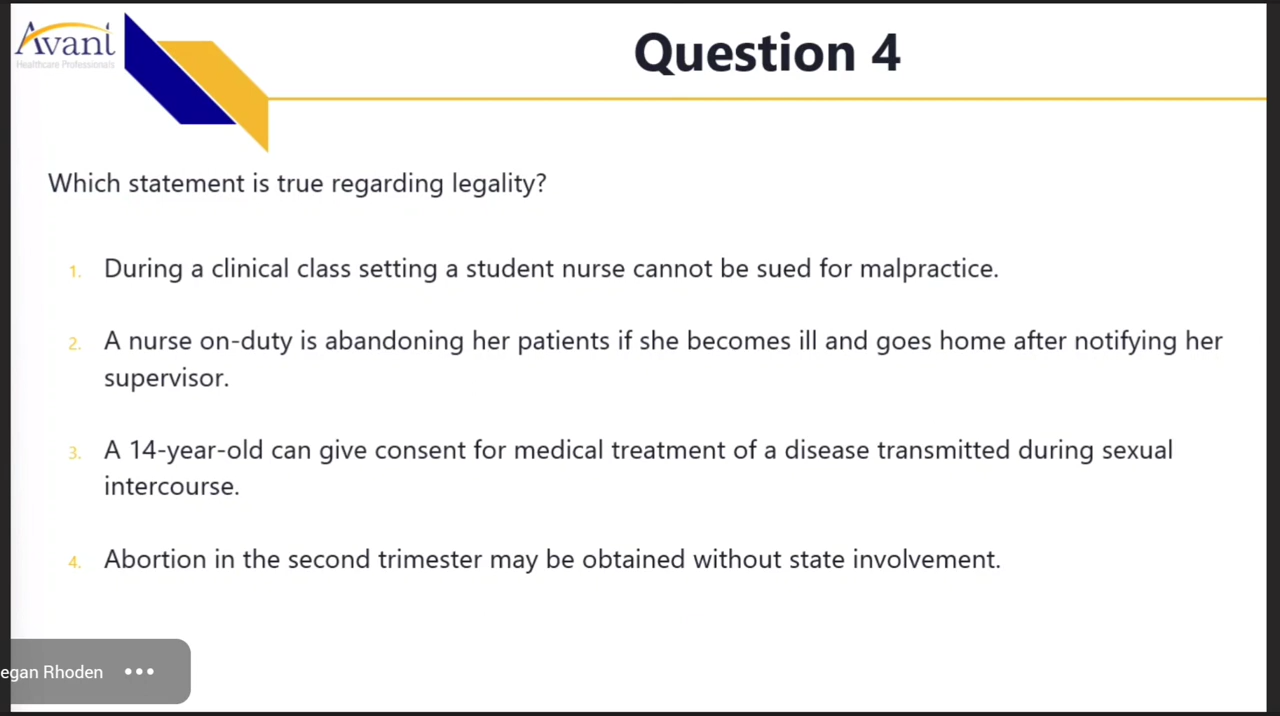 Avant
Healthcare Professionals
Question 4
Which statement is true regarding legality?
1. During a clinical class setting a student nurse cannot be sued for malpractice.
2. A nurse on-duty is abandoning her patients if she becomes ill and goes home after notifying her
supervisor.
3. A 14-year-old can give consent for medical treatment of a disease transmitted during sexual
intercourse.
4. Abortion in the second trimester may be obtained without state involvement.
egan Rhoden